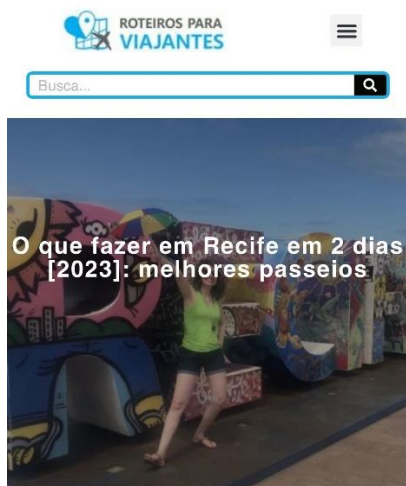 ROTEIROS PARA
VIAJANTES
Busca...
O que fazer em Recife em 2 dias
[2023]: melhores passeios